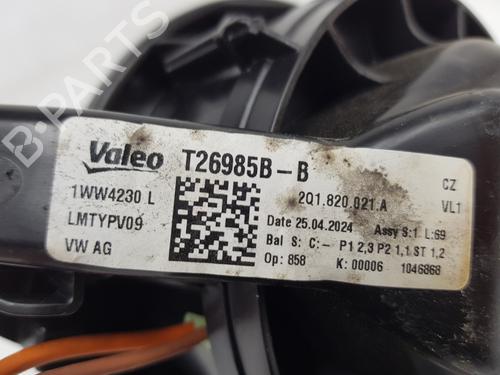 B-PARTS
Valeo T26985B-B
1WW4230 L 2Q1.820.021.A CZ
LMTYPV09 Date 25.04.2024 Assy S:1 L:69 VL1
VW AG Bal S: C:- P1 2,3 P2 1,1 ST 1,2
Op: 858 K: 00006 1046868